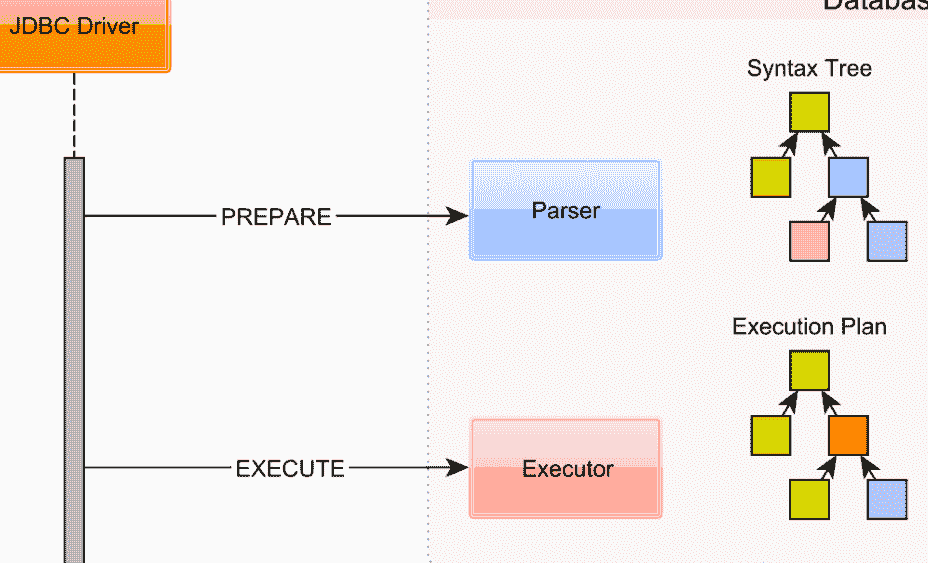 JDBC Driver
Syntax Tree
PREPARE
Parser
Execution Plan
EXECUTE
Executor